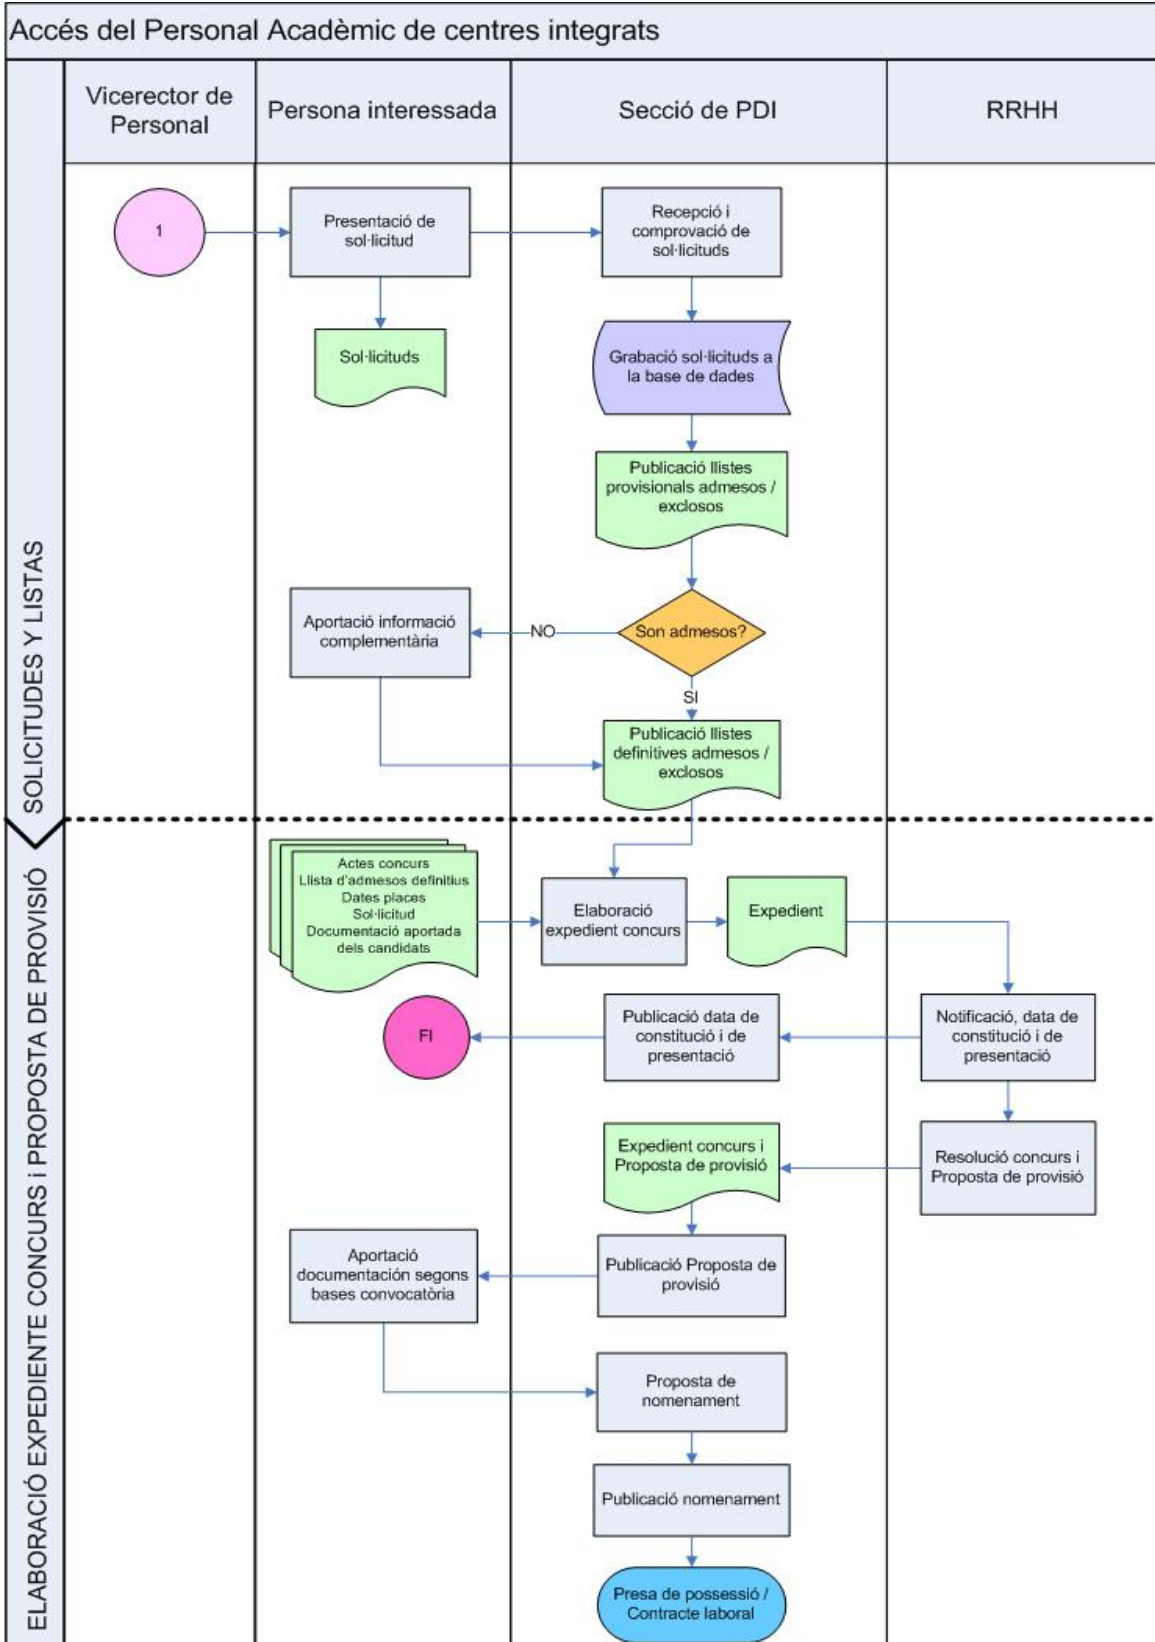 Accés del Personal Acadèmic de centres integrats
Vicerector de
Personal
Persona interessada
Secció de PDI
RRHH
SOLICITUDES Y LISTAS
1
Presentació de
sol·licitud
Recepció i
comprovació de
sol·licituds
Sol·licituds
Grabació sol·licituds a
la base de dades
Publicació llistes
provisionals admesos /
exclosos
Aportació informació
complementària
NO
Son admesos?
SI
Publicació llistes
definitives admesos /
exclosos
ELABORACIÓ EXPEDIENTE CONCURS i PROPOSTA DE PROVISIÓ
Actes concurs
Llista d'admesos definitius
Dates places
Sol·licitud
Documentació aportada
dels candidats
Elaboració
expedient concurs
Expedient
FI
Publicació data de
constitució i de
presentació
Notificació, data de
constitució i de
presentació
Expedient concurs i
Proposta de provisió
Resolució concurs i
Proposta de provisió
Aportació
documentación segons
bases convocatòria
Publicació Proposta de
provisió
Proposta de
nomenament
Publicació nomenament
Presa de possessió /
Contracte laboral